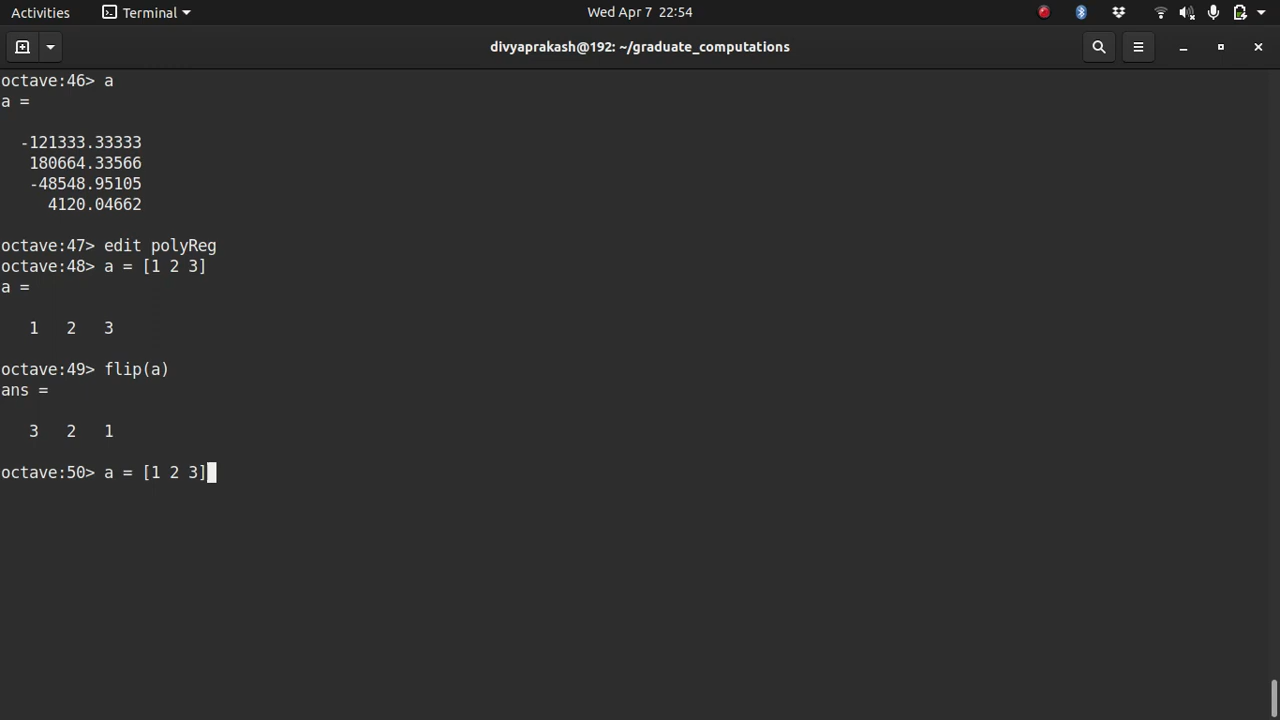 Activities Terminal Wed Apr 7 22:54
divyaprakash@192: ~/graduate_computations
octave:46> a
a =
-121333.33333
180664.33566
-48548.95105
4120.04662
octave:47> edit polyReg
octave:48> a = [1 2 3]
a =
1 2 3
octave:49> flip(a)
ans =
3 2 1
octave:50> a = [1 2 3]